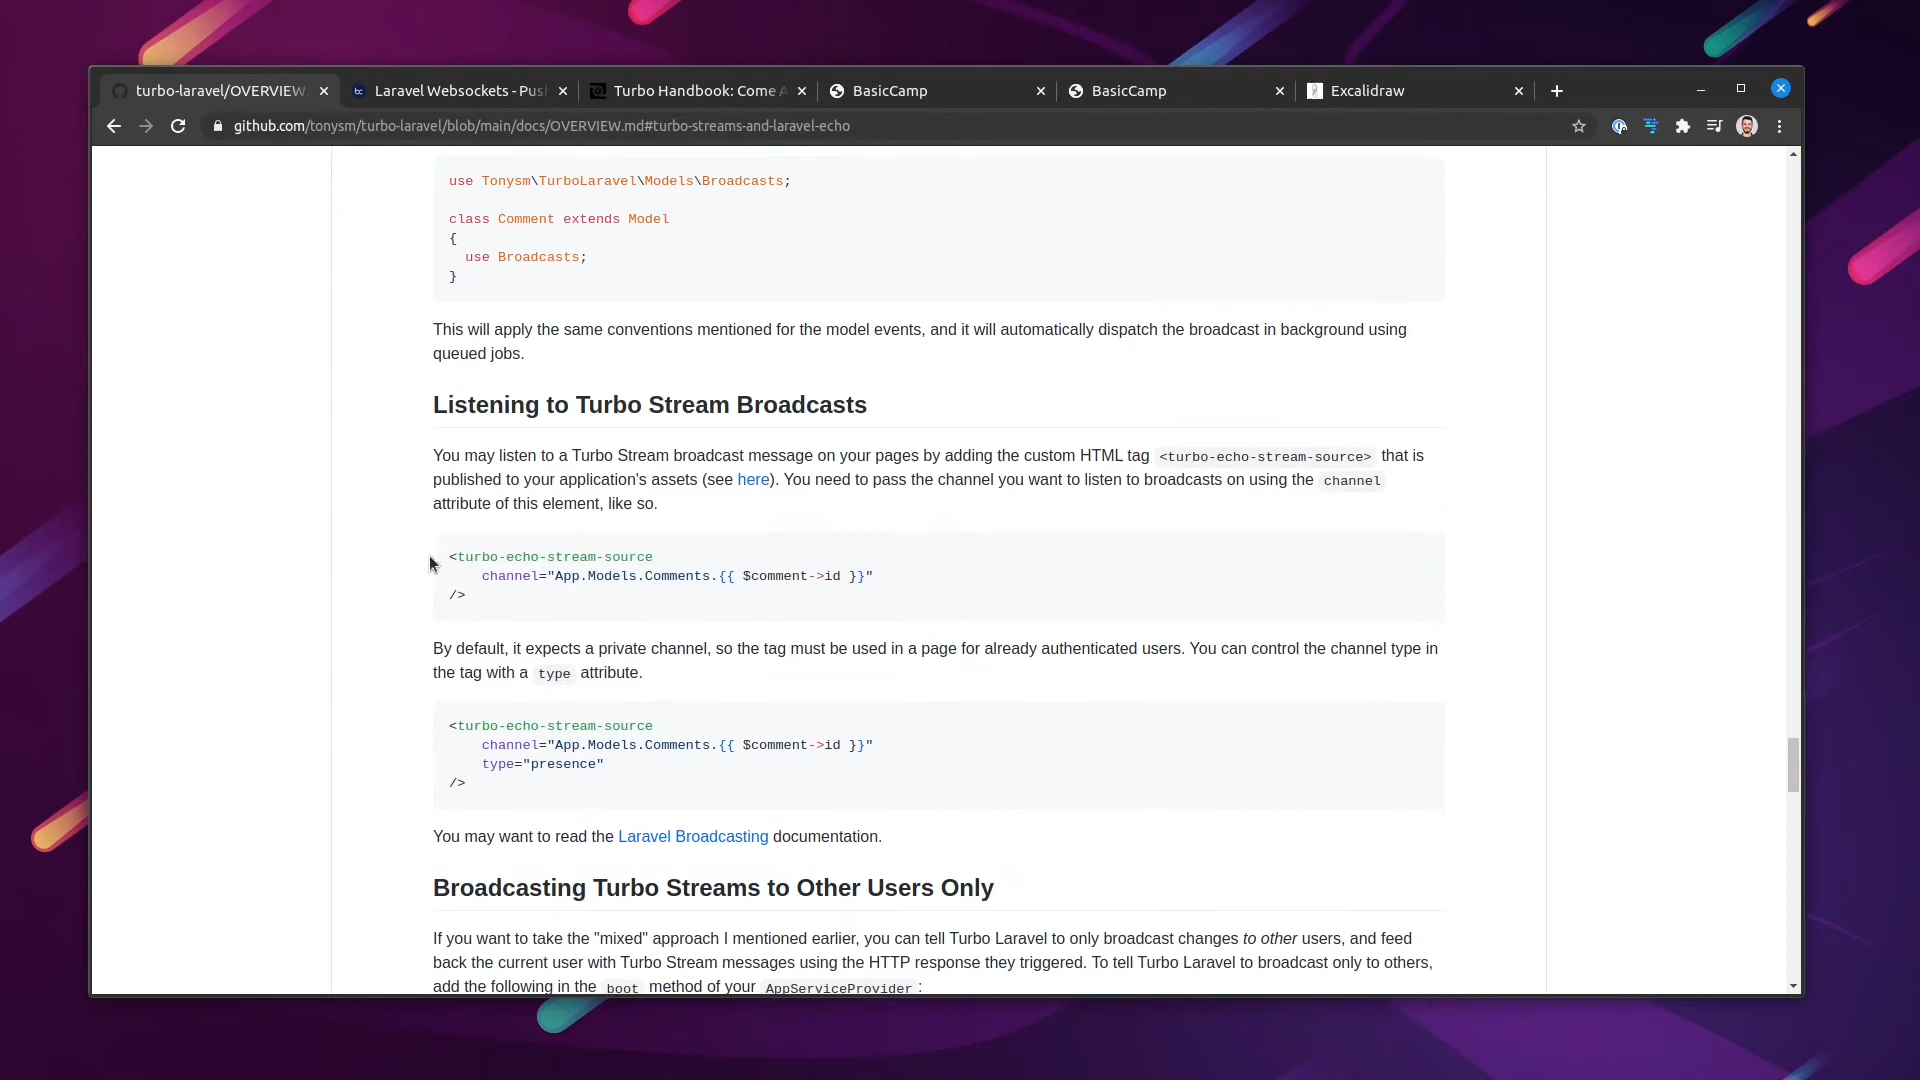 turbo-laravel/OVERVIEW
Laravel Websockets - Pus
Turbo Handbook: Come A
BasicCamp
BasicCamp
Excalidraw
github.com/tonysm/turbo-laravel/blob/main/docs/OVERVIEW.md#turbo-streams-and-laravel-echo
use Tonysm\TurboLaravel\Models\Broadcasts;
class Comment extends Model
{
use Broadcasts;
}
This will apply the same conventions mentioned for the model events, and it will automatically dispatch the broadcast in background using
queued jobs.
Listening to Turbo Stream Broadcasts
You may listen to a Turbo Stream broadcast message on your pages by adding the custom HTML tag <turbo-echo-stream-source> that is
published to your application's assets (see here). You need to pass the channel you want to listen to broadcasts on using the channel
attribute of this element, like so.
<turbo-echo-stream-source
channel="App.Models.Comments.{{ $comment->id }}"
/>
By default, it expects a private channel, so the tag must be used in a page for already authenticated users. You can control the channel type in
the tag with a type attribute.
<turbo-echo-stream-source
channel="App.Models.Comments.{{ $comment->id }}"
type="presence"
/>
You may want to read the Laravel Broadcasting documentation.
Broadcasting Turbo Streams to Other Users Only
If you want to take the "mixed" approach I mentioned earlier, you can tell Turbo Laravel to only broadcast changes to other users, and feed
back the current user with Turbo Stream messages using the HTTP response they triggered. To tell Turbo Laravel to broadcast only to others,
add the following in the boot method of your AppServiceProvider :